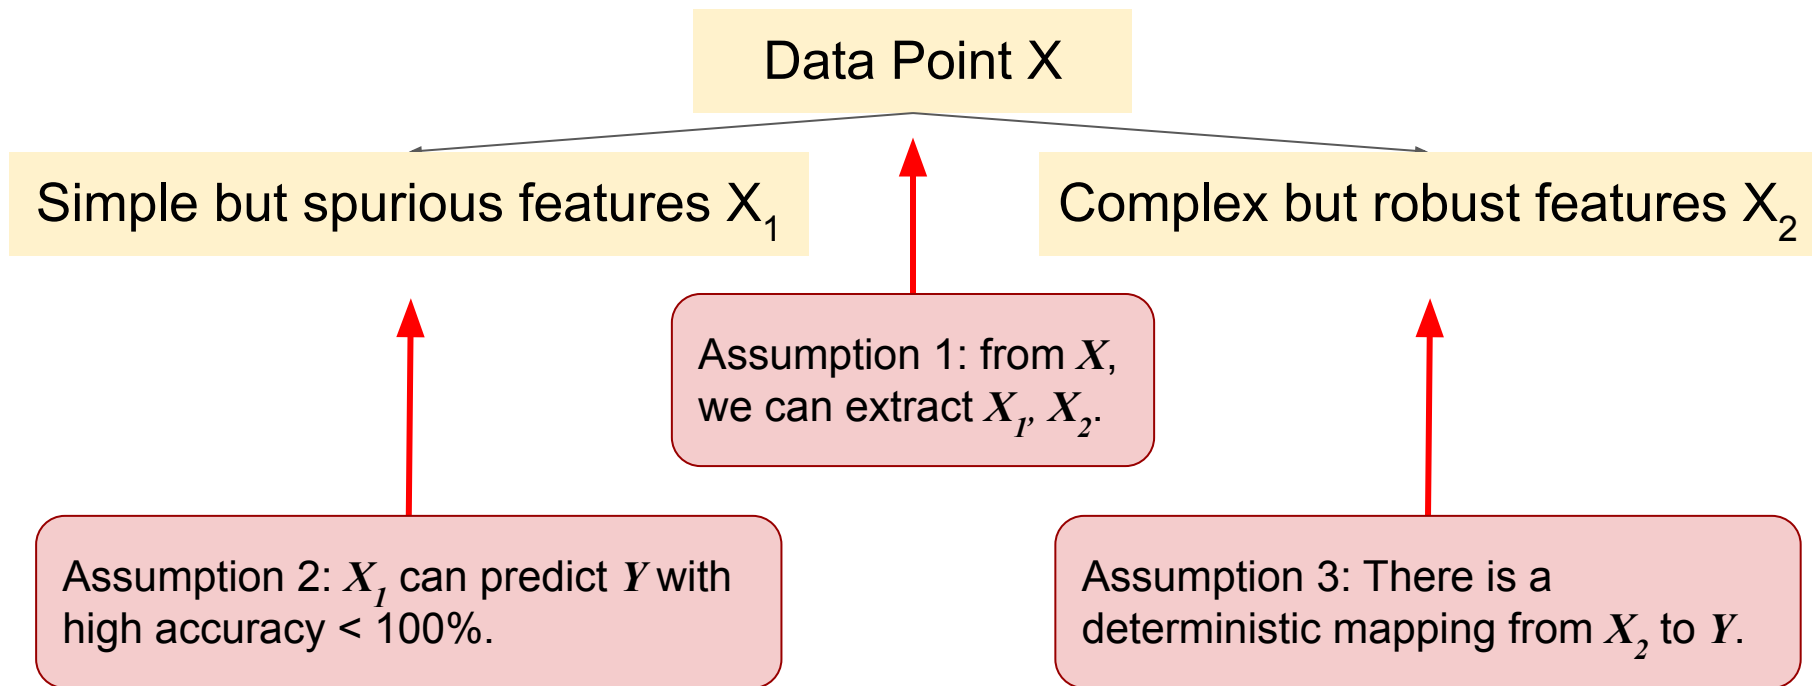 Data Point X
Simple but spurious features X₁
Complex but robust features X₂
Assumption 1: from X,
we can extract X₁, X₂.
Assumption 2: X₁ can predict Y with
high accuracy < 100%.
Assumption 3: There is a
deterministic mapping from X₂ to Y.